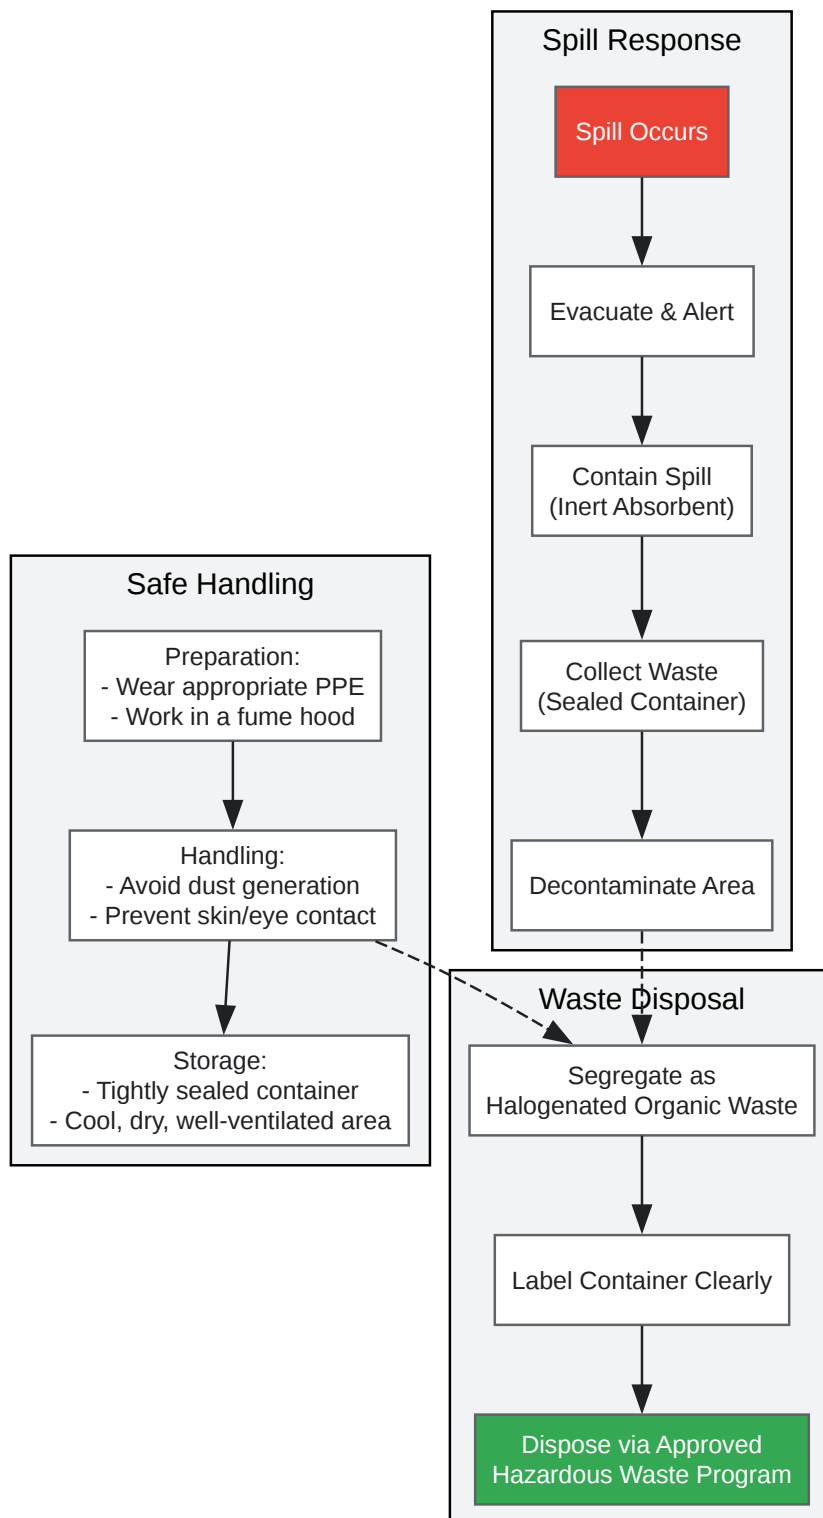 Spill Response
Spill Occurs
Evacuate & Alert
Contain Spill
(Inert Absorbent)
Collect Waste
(Sealed Container)
Decontaminate Area
Safe Handling
Preparation:
- Wear appropriate PPE
- Work in a fume hood
Handling:
- Avoid dust generation
- Prevent skin/eye contact
Storage:
- Tightly sealed container
- Cool, dry, well-ventilated area
Waste Disposal
Segregate as
Halogenated Organic Waste
Label Container Clearly
Dispose via Approved
Hazardous Waste Program